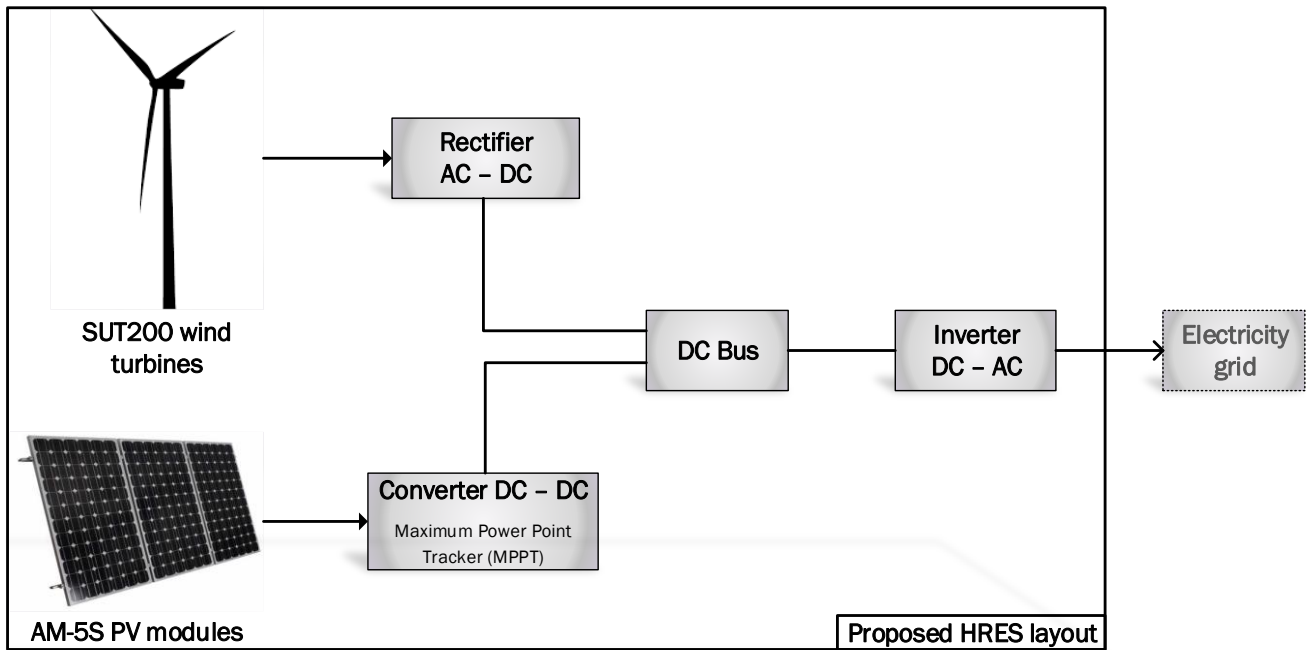 Rectifier
AC – DC
SUT200 wind
turbines
DC Bus
Inverter
DC – AC
Electricity
grid
Converter DC – DC
Maximum Power Point
Tracker (MPPT)
AM-5S PV modules
Proposed HRES layout